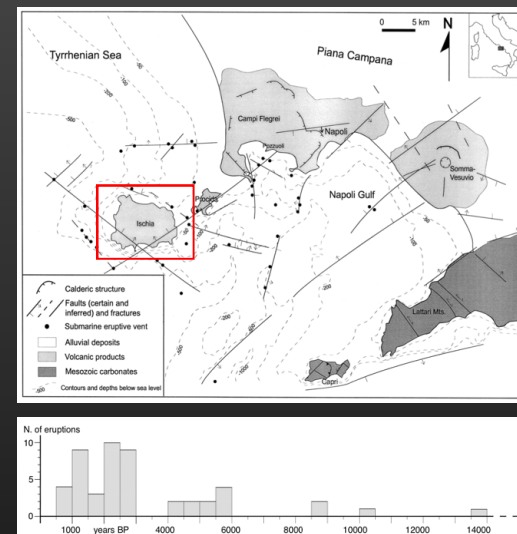 0 5 km
N
Tyrrhenian Sea
Piana Campana
Campi Flegrei
Napoli
Pozzuoli
Somma-
Vesuvio
Procida
Napoli Gulf
Ischia
Lattari Mts.
Capri
Calderic structure
Faults (certain and
inferred) and fractures
Submarine eruptive vent
Alluvial deposits
Volcanic products
Mesozoic carbonates
Contours and depths below sea level
N. of eruptions
10
5
0
1000 years BP 4000 6000 8000 10000 12000 14000